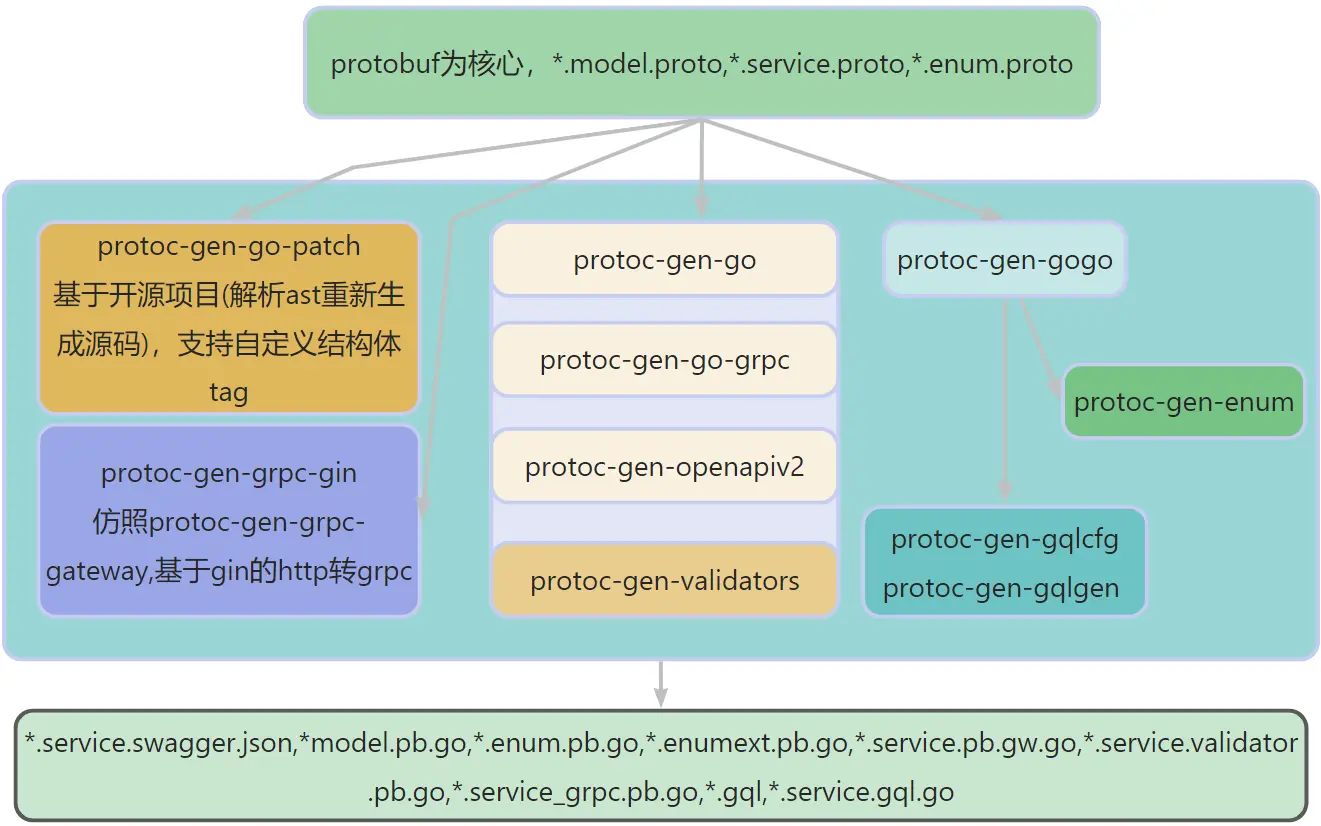 protobuf为核心，*.model.proto,*.service.proto,*.enum.proto
protoc-gen-go-patch
基于开源项目(解析ast重新生
成源码)，支持自定义结构体
tag
protoc-gen-grpc-gin
仿照protoc-gen-grpc-
gateway,基于gin的http转grpc
protoc-gen-go
protoc-gen-go-grpc
protoc-gen-openapiv2
protoc-gen-validators
protoc-gen-gogo
protoc-gen-enum
protoc-gen-gqlcfg
protoc-gen-gqlgen
*.service.swagger.json,*model.pb.go,*.enum.pb.go,*.enumext.pb.go,*.service.pb.gw.go,*.service.validator
.pb.go,*.service_grpc.pb.go,*.gql,*.service.gql.go